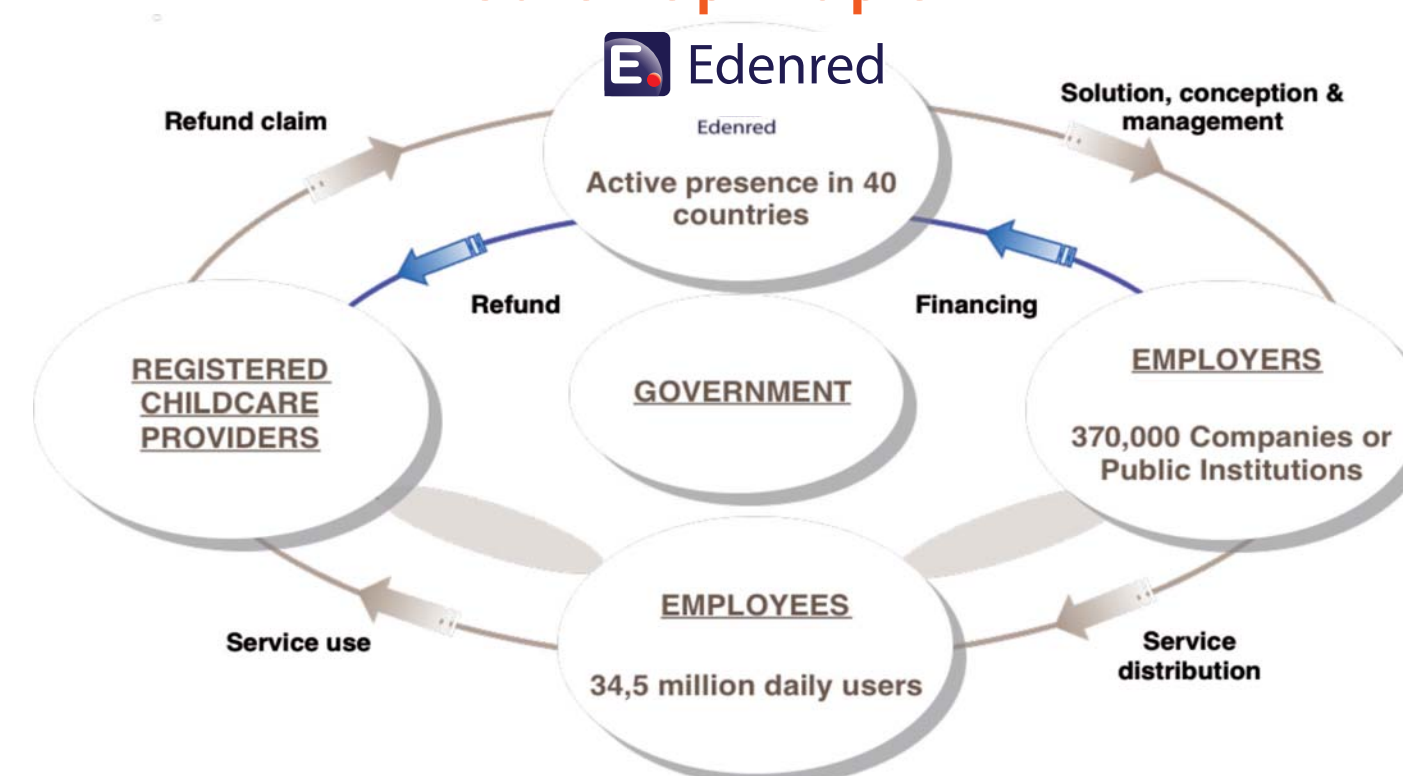 E. Edenred
Edenred
Active presence in 40
countries
Refund claim
Solution, conception &
management
Refund
Financing
REGISTERED
CHILDCARE
PROVIDERS
GOVERNMENT
EMPLOYERS
370,000 Companies or
Public Institutions
EMPLOYEES
34,5 million daily users
Service use
Service
distribution